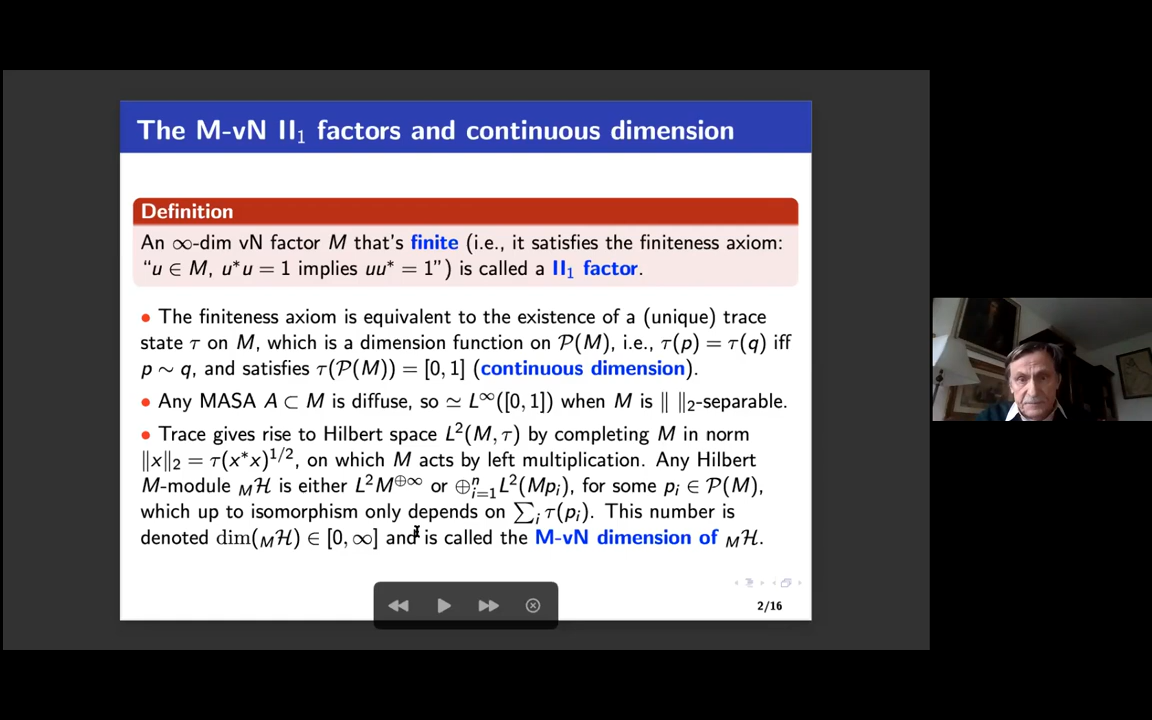 The M-vN II₁ factors and continuous dimension
Definition
An ∞-dim vN factor M that's finite (i.e., it satisfies the finiteness axiom:
“u ∈ M, u*u = 1 implies uu* = 1”) is called a II₁ factor.
• The finiteness axiom is equivalent to the existence of a (unique) trace
state τ on M, which is a dimension function on 𝒫(M), i.e., τ(p) = τ(q) iff
p ∼ q, and satisfies τ(𝒫(M)) = [0, 1] (continuous dimension).
• Any MASA A ⊂ M is diffuse, so ≃ L^∞([0, 1]) when M is ‖ ‖₂-separable.
• Trace gives rise to Hilbert space L²(M, τ) by completing M in norm
‖x‖₂ = τ(x*x)^{1/2}, on which M acts by left multiplication. Any Hilbert
M-module _Mℋ is either L²M^{⊕∞} or ⊕_{i=1}^n L²(Mp_i), for some p_i ∈ 𝒫(M),
which up to isomorphism only depends on ∑_i τ(p_i). This number is
denoted dim(_Mℋ) ∈ [0, ∞] and is called the M-vN dimension of _Mℋ.
2/16